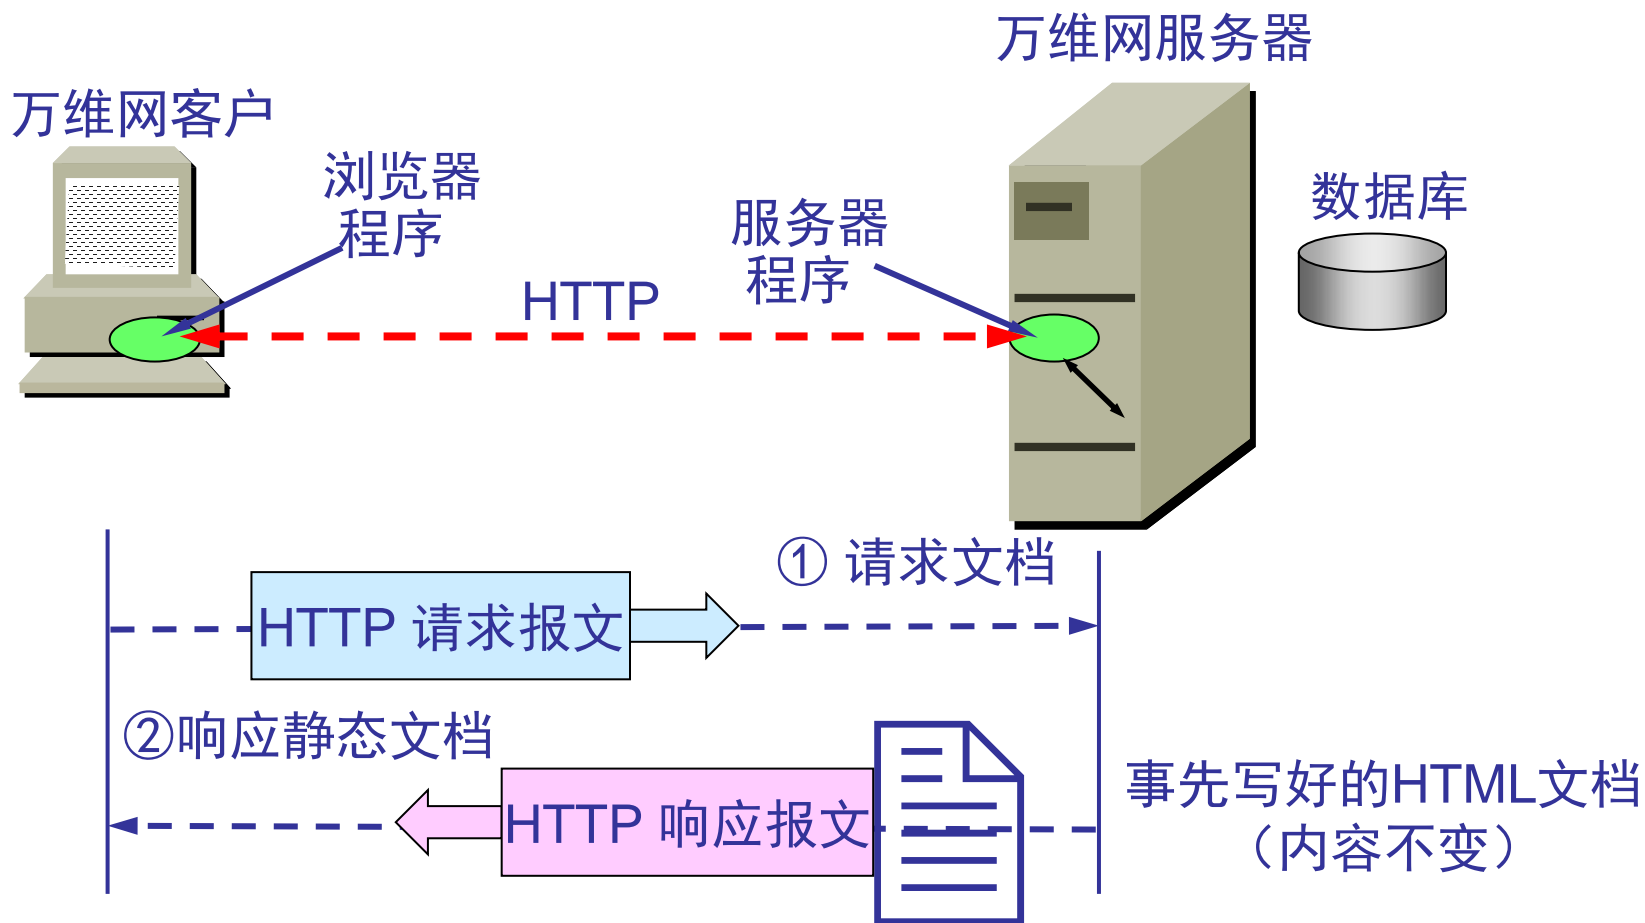 万维网服务器
万维网客户
浏览器
程序
服务器
程序
数据库
HTTP
① 请求文档
HTTP 请求报文
②响应静态文档
HTTP 响应报文
事先写好的HTML文档
（内容不变）